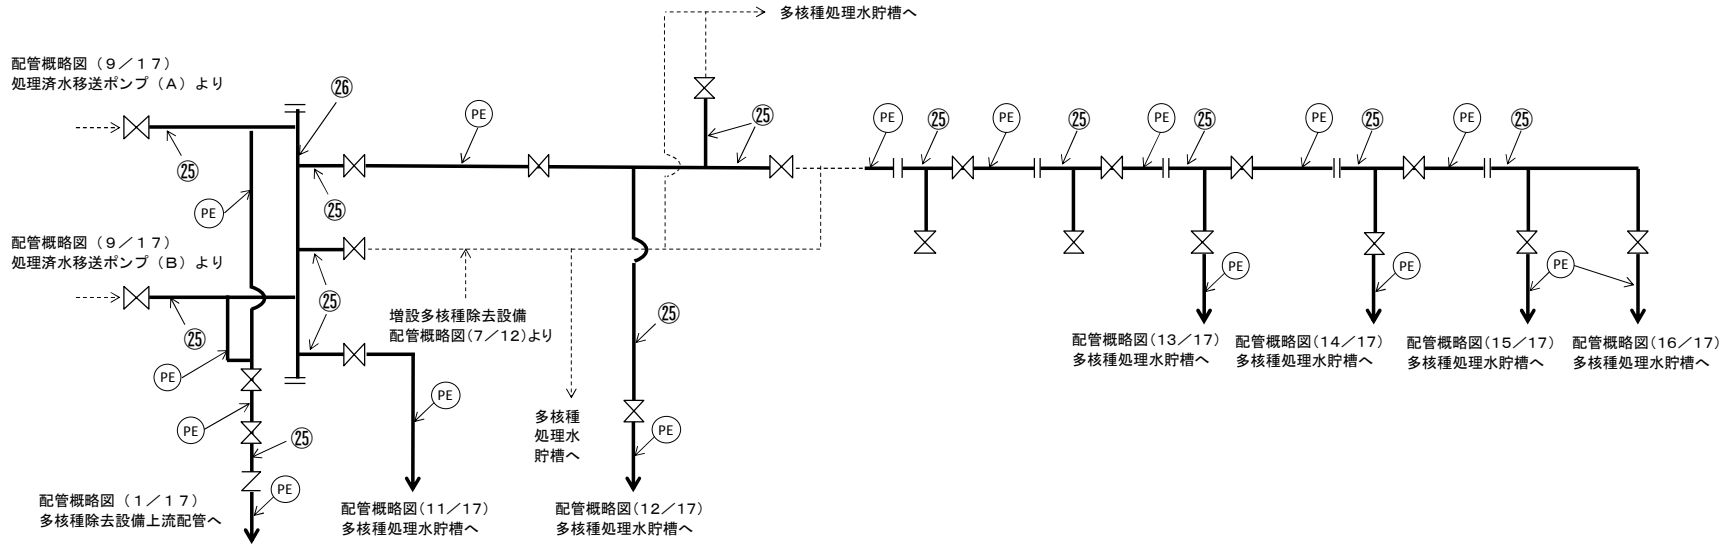 多核種処理水貯槽へ
配管概略図（９／１７）
処理済水移送ポンプ（Ａ）より
㉖
PE
㉕
PE
㉕
PE
㉕
PE
㉕
PE
㉕
PE
㉕
㉕
㉕
PE
配管概略図（９／１７）
処理済水移送ポンプ（Ｂ）より
㉕
㉕
㉕
増設多核種除去設備
配管概略図(７／１２)より
PE
PE
PE
配管概略図(１３／17)
多核種処理水貯槽へ
配管概略図(１４／17)
多核種処理水貯槽へ
配管概略図(１５／17)
多核種処理水貯槽へ
配管概略図(１６／17)
多核種処理水貯槽へ
PE
PE
PE
㉕
多核種
処理水
貯槽へ
PE
PE
配管概略図（１／１７）
多核種除去設備上流配管へ
配管概略図(１１／17)
多核種処理水貯槽へ
配管概略図(１２／17)
多核種処理水貯槽へ